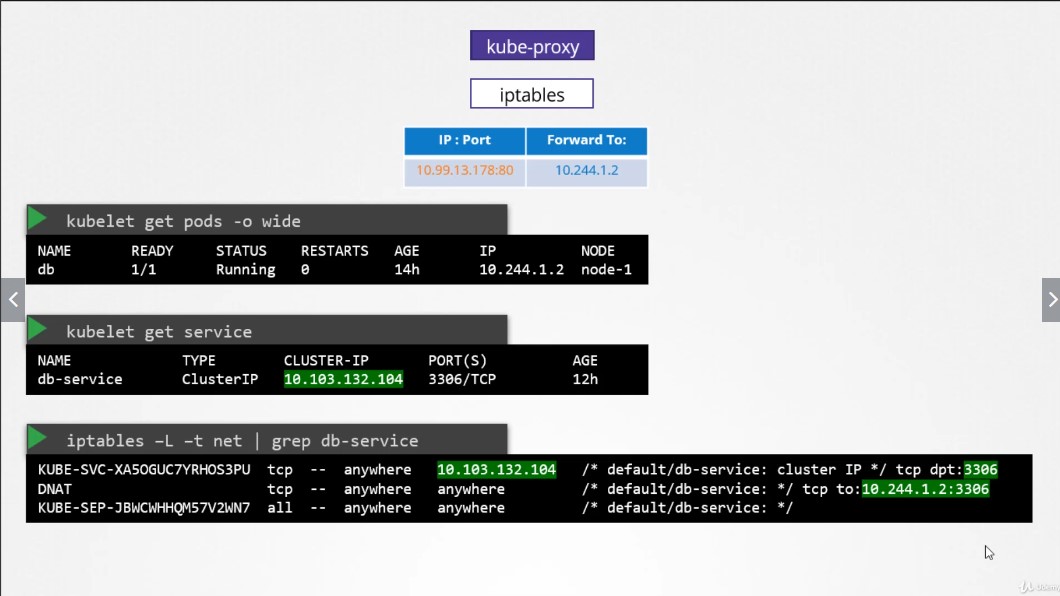 kube-proxy
iptables
IP : Port Forward To:
10.99.13.178:80 10.244.1.2
kubelet get pods -o wide
NAME READY STATUS RESTARTS AGE IP NODE
db 1/1 Running 0 14h 10.244.1.2 node-1
kubelet get service
NAME TYPE CLUSTER-IP PORT(S) AGE
db-service ClusterIP 10.103.132.104 3306/TCP 12h
iptables –L –t net | grep db-service
KUBE-SVC-XA5OGUC7YRHOS3PU tcp -- anywhere 10.103.132.104 /* default/db-service: cluster IP */ tcp dpt:3306
DNAT tcp -- anywhere anywhere /* default/db-service: */ tcp to:10.244.1.2:3306
KUBE-SEP-JBWCWHHQM57V2WN7 all -- anywhere anywhere /* default/db-service: */
Udemy